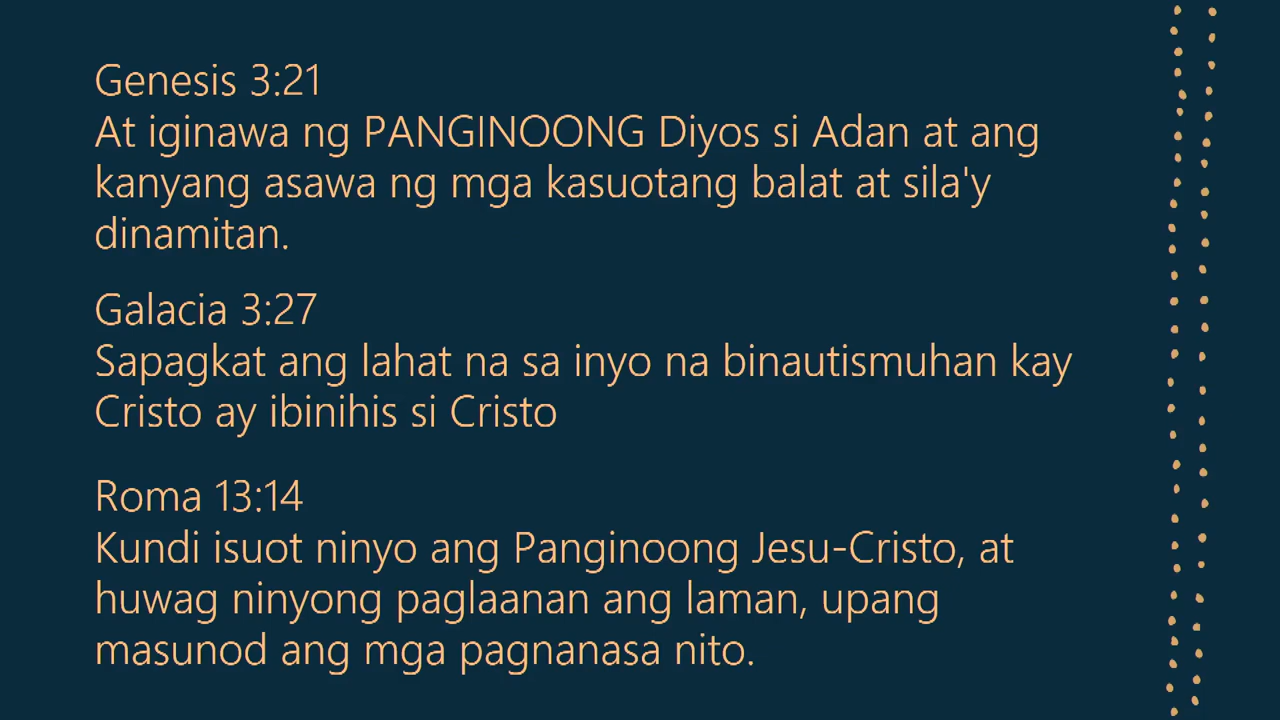 Genesis 3:21
At iginawa ng PANGINOONG Diyos si Adan at ang
kanyang asawa ng mga kasuotang balat at sila'y
dinamitan.
Galacia 3:27
Sapagkat ang lahat na sa inyo na binautismuhan kay
Cristo ay ibinihis si Cristo
Roma 13:14
Kundi isuot ninyo ang Panginoong Jesu-Cristo, at
huwag ninyong paglaanan ang laman, upang
masunod ang mga pagnanasa nito.